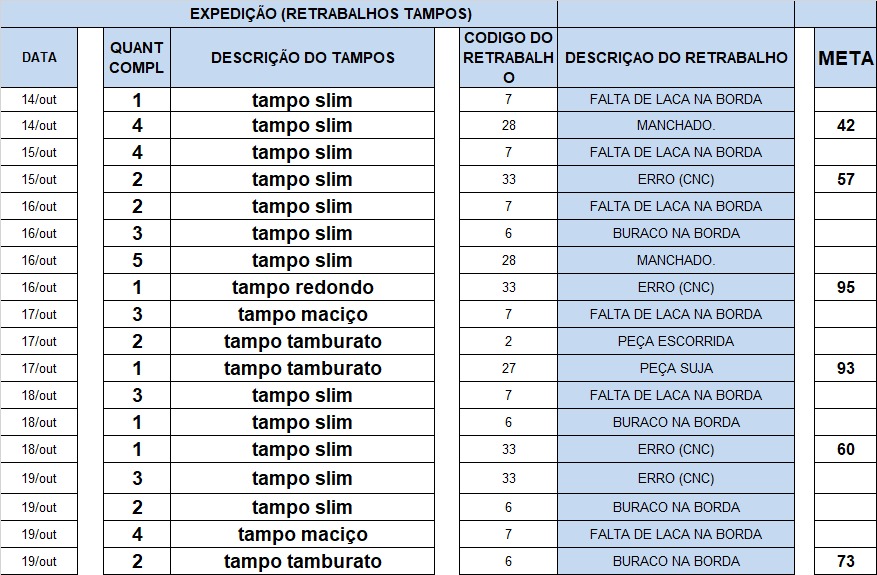 EXPEDIÇÃO (RETRABALHOS TAMPOS)
DATA QUANT COMPL DESCRIÇÃO DO TAMPOS CODIGO DO RETRABALHO DESCRIÇAO DO RETRABALHO META
14/out 1 tampo slim 7 FALTA DE LACA NA BORDA
14/out 4 tampo slim 28 MANCHADO. 42
15/out 4 tampo slim 7 FALTA DE LACA NA BORDA
15/out 2 tampo slim 33 ERRO (CNC) 57
16/out 2 tampo slim 7 FALTA DE LACA NA BORDA
16/out 3 tampo slim 6 BURACO NA BORDA
16/out 5 tampo slim 28 MANCHADO.
16/out 1 tampo redondo 33 ERRO (CNC) 95
17/out 3 tampo maciço 7 FALTA DE LACA NA BORDA
17/out 2 tampo tamburato 2 PEÇA ESCORRIDA
17/out 1 tampo tamburato 27 PEÇA SUJA 93
18/out 3 tampo slim 7 FALTA DE LACA NA BORDA
18/out 1 tampo slim 6 BURACO NA BORDA
18/out 1 tampo slim 33 ERRO (CNC) 60
19/out 3 tampo slim 33 ERRO (CNC)
19/out 2 tampo slim 6 BURACO NA BORDA
19/out 4 tampo maciço 7 FALTA DE LACA NA BORDA
19/out 2 tampo tamburato 6 BURACO NA BORDA 73